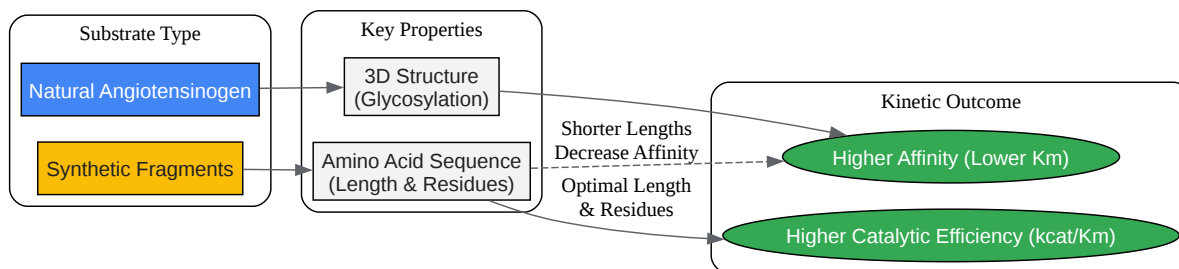 Substrate Type
Natural Angiotensinogen
Synthetic Fragments
Key Properties
3D Structure
(Glycosylation)
Amino Acid Sequence
(Length & Residues)
Shorter Lengths
Decrease Affinity
Optimal Length
& Residues
Kinetic Outcome
Higher Affinity (Lower Km)
Higher Catalytic Efficiency (kcat/Km)